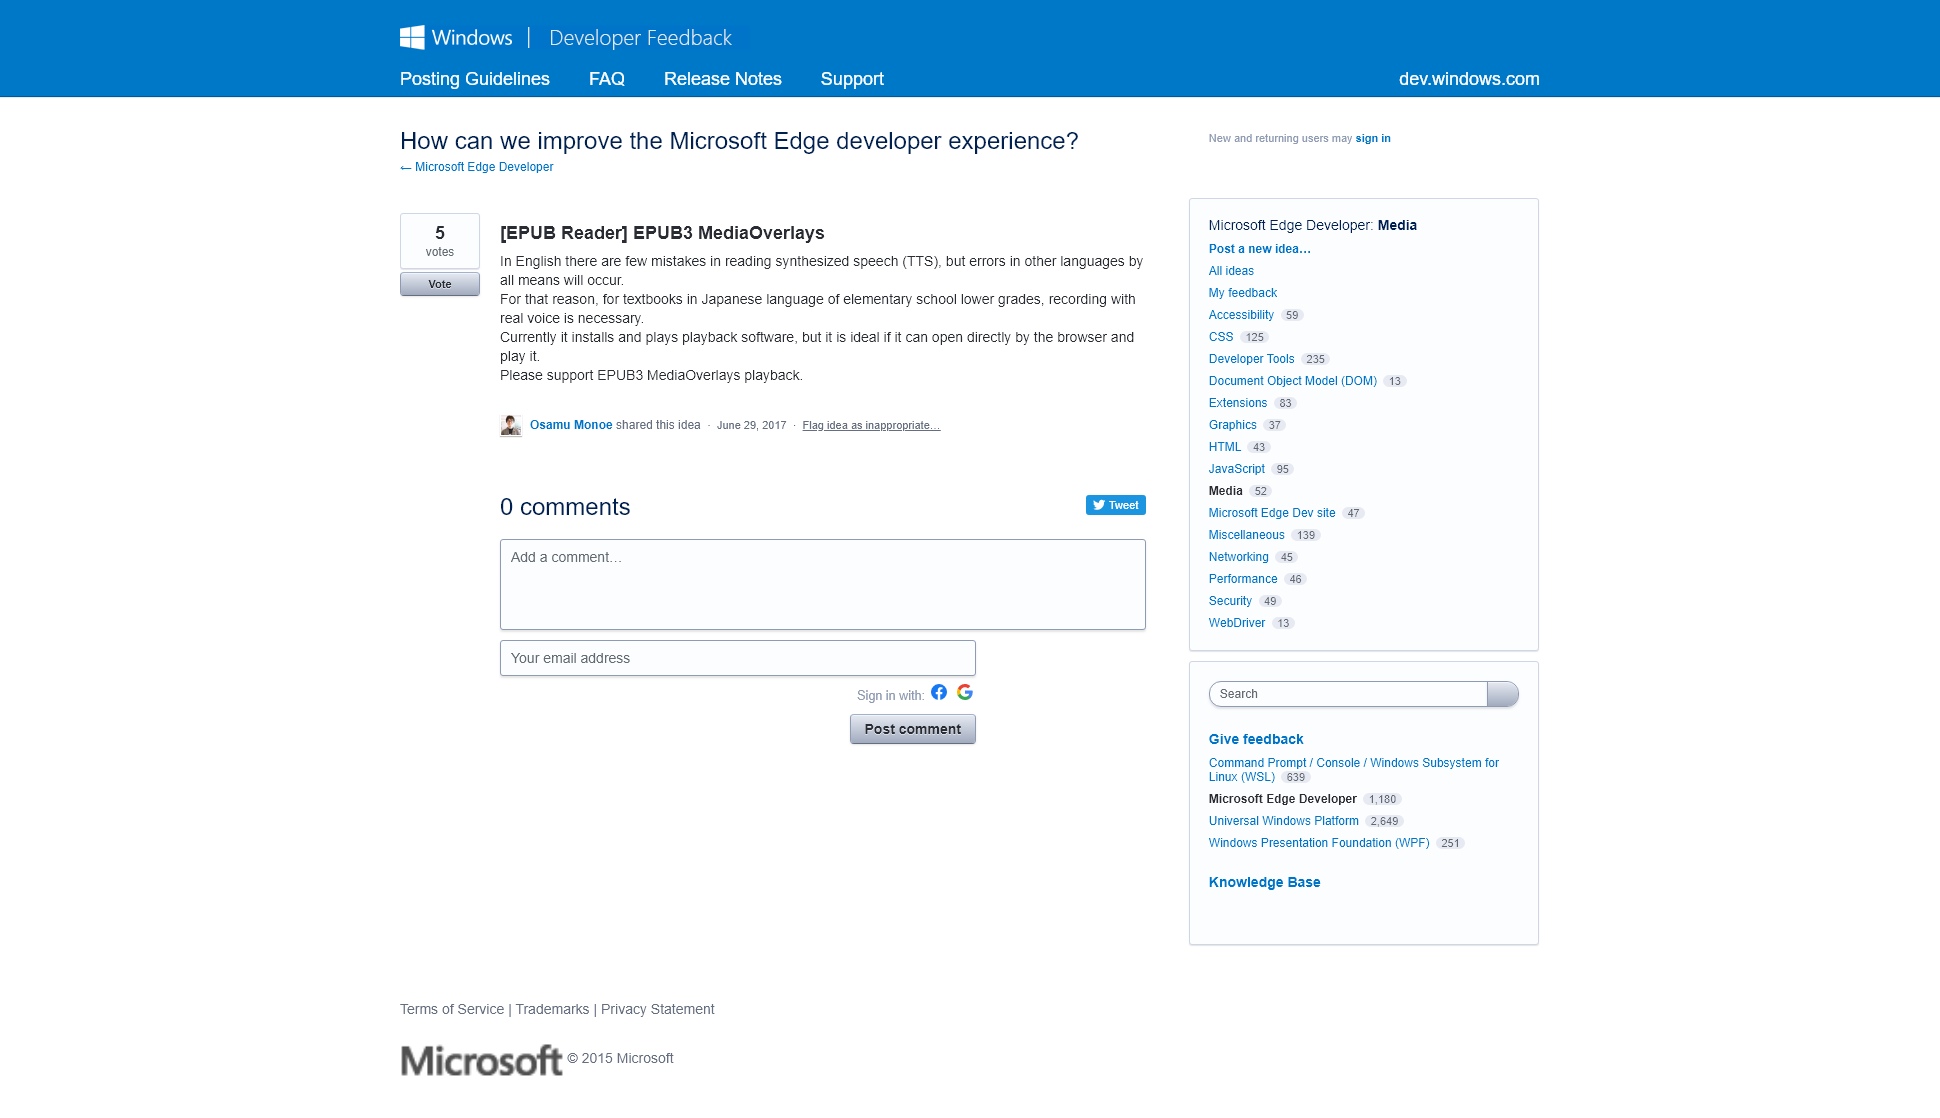 Windows | Developer Feedback
Posting Guidelines FAQ Release Notes Support dev.windows.com
How can we improve the Microsoft Edge developer experience?
← Microsoft Edge Developer
New and returning users may sign in
5
votes
Vote
[EPUB Reader] EPUB3 MediaOverlays
In English there are few mistakes in reading synthesized speech (TTS), but errors in other languages by
all means will occur.
For that reason, for textbooks in Japanese language of elementary school lower grades, recording with
real voice is necessary.
Currently it installs and plays playback software, but it is ideal if it can open directly by the browser and
play it.
Please support EPUB3 MediaOverlays playback.
Osamu Monoe shared this idea · June 29, 2017 · Flag idea as inappropriate…
0 comments
Tweet
Add a comment…
Your email address
Sign in with:
Post comment
Microsoft Edge Developer: Media
Post a new idea…
All ideas
My feedback
Accessibility 59
CSS 125
Developer Tools 235
Document Object Model (DOM) 13
Extensions 83
Graphics 37
HTML 43
JavaScript 95
Media 52
Microsoft Edge Dev site 47
Miscellaneous 139
Networking 45
Performance 46
Security 49
WebDriver 13
Search
Give feedback
Command Prompt / Console / Windows Subsystem for
Linux (WSL) 639
Microsoft Edge Developer 1,180
Universal Windows Platform 2,649
Windows Presentation Foundation (WPF) 251
Knowledge Base
Terms of Service | Trademarks | Privacy Statement
Microsoft © 2015 Microsoft